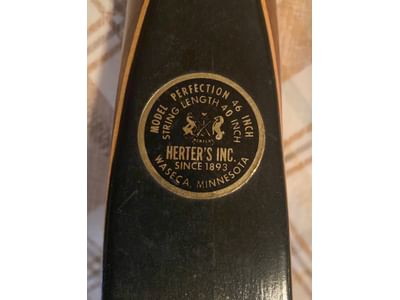 MODEL PERFECTION 46 INCH
STRING LENGTH 40 INCH
HERTER'S INC.
SINCE 1893
WASECA, MINNESOTA